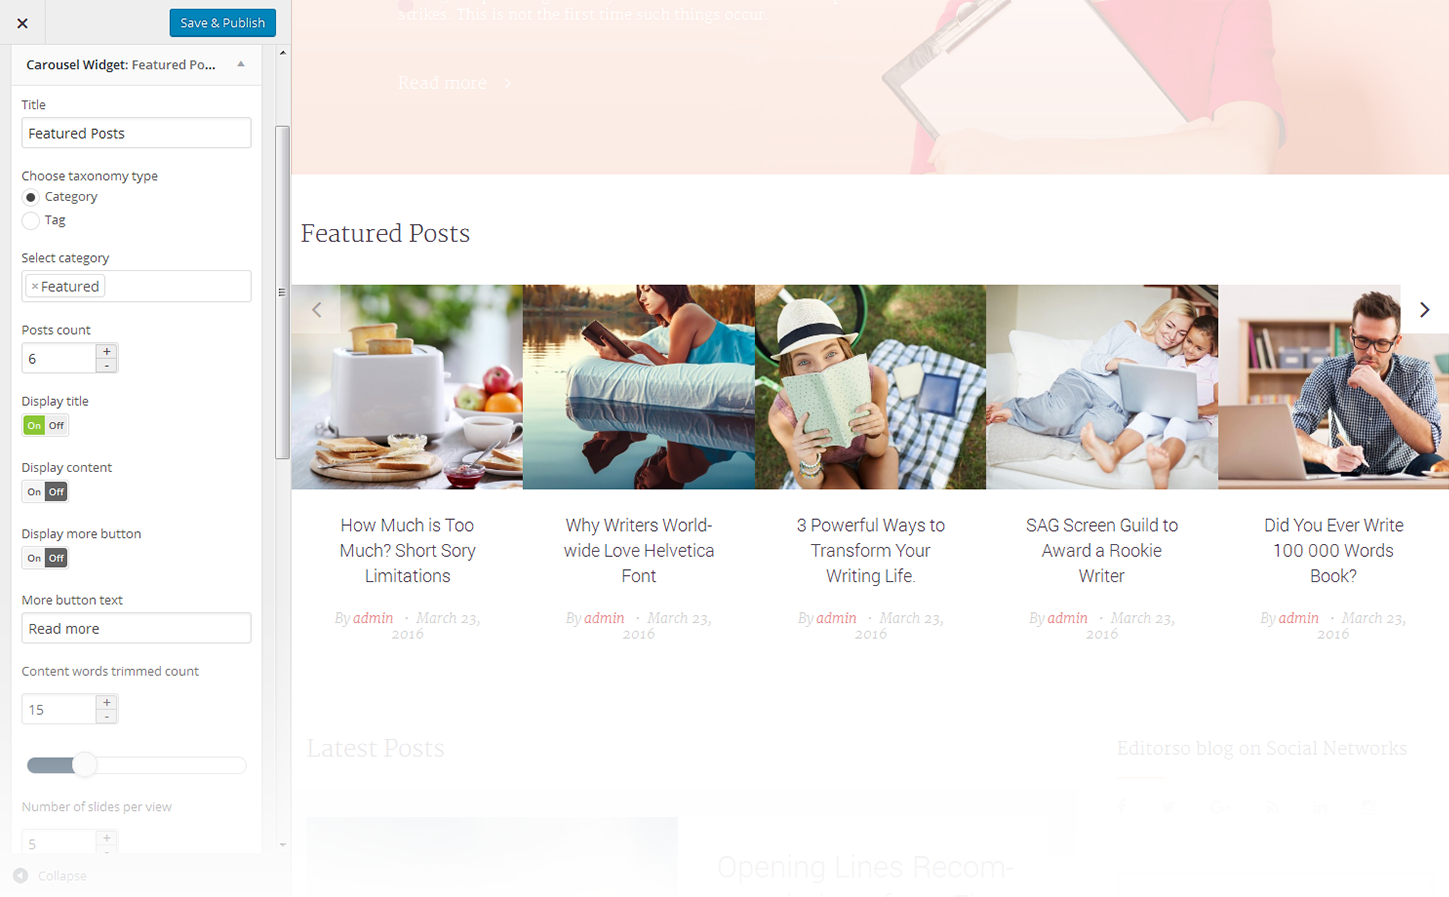 Save & Publish
Carousel Widget: Featured Po...
Title
Featured Posts
Choose taxonomy type
Category
Tag
Select category
×Featured
Posts count
6
+
-
Display title
On Off
Display content
On Off
Display more button
On Off
More button text
Read more
Content words trimmed count
15
+
-
Number of slides per view
5
+
-
Collapse
strikes. This is not the first time such things occur.
Read more
Featured Posts
How Much is Too
Much? Short Sory
Limitations
By admin · March 23,
2016
Why Writers World-
wide Love Helvetica
Font
By admin · March 23,
2016
3 Powerful Ways to
Transform Your
Writing Life.
By admin · March 23,
2016
SAG Screen Guild to
Award a Rookie
Writer
By admin · March 23,
2016
Did You Ever Write
100 000 Words
Book?
By admin · March 23,
2016
Latest Posts
Opening Lines Recom-
Editorso blog on Social Networks